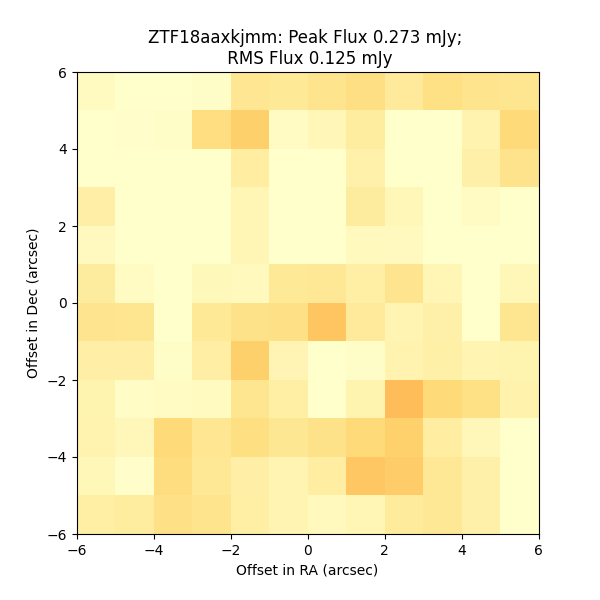 ZTF18aaxkjmm: Peak Flux 0.273 mJy;
RMS Flux 0.125 mJy
6
4
2
0
−2
−4
−6
Offset in Dec (arcsec)
−6 −4 −2 0 2 4 6
Offset in RA (arcsec)